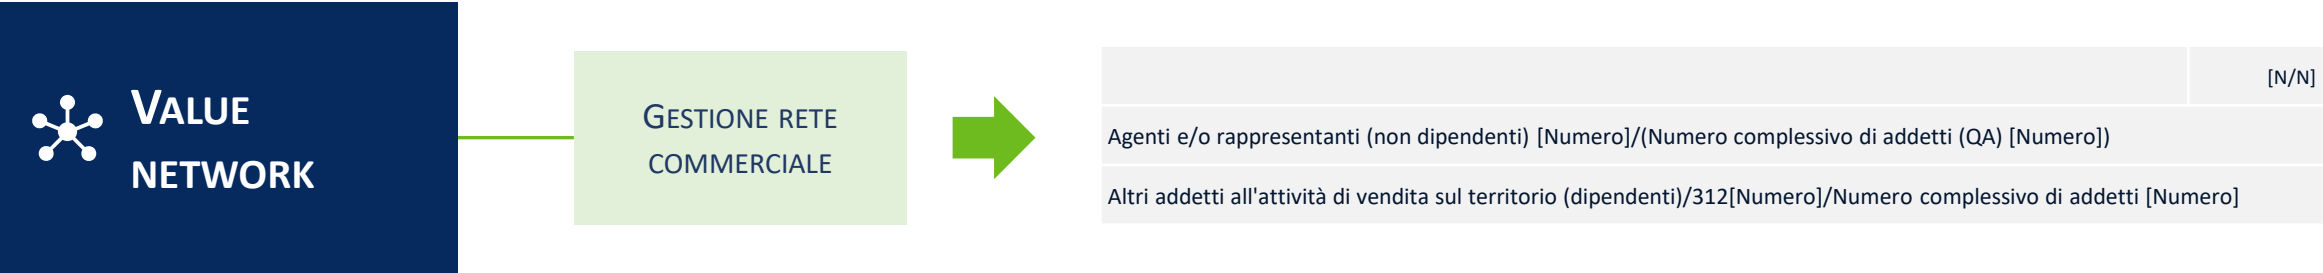 VALUE
NETWORK
GESTIONE RETE
COMMERCIALE
[N/N]
Agenti e/o rappresentanti (non dipendenti) [Numero]/(Numero complessivo di addetti (QA) [Numero])
Altri addetti all'attività di vendita sul territorio (dipendenti)/312[Numero]/Numero complessivo di addetti [Numero]